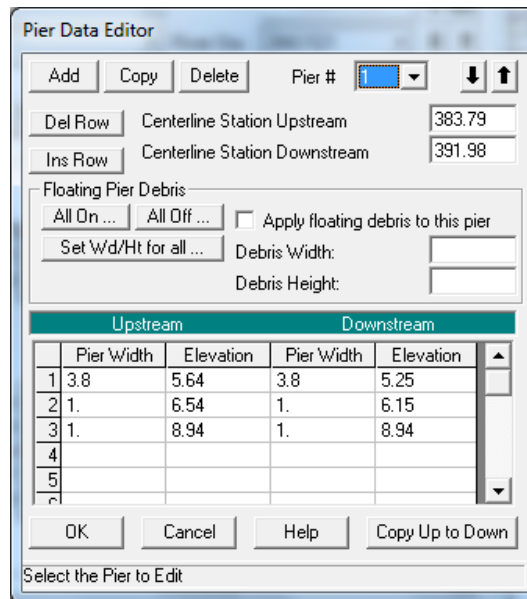 Pier Data Editor
Add Copy Delete Pier # 1
Del Row Centerline Station Upstream 383.79
Ins Row Centerline Station Downstream 391.98
Floating Pier Debris
All On ... All Off ... Apply floating debris to this pier
Set Wd/Ht for all ... Debris Width:
Debris Height:
Upstream Downstream
Pier Width Elevation Pier Width Elevation
1 3.8 5.64 3.8 5.25
2 1. 6.54 1. 6.15
3 1. 8.94 1. 8.94
4
5
OK Cancel Help Copy Up to Down
Select the Pier to Edit